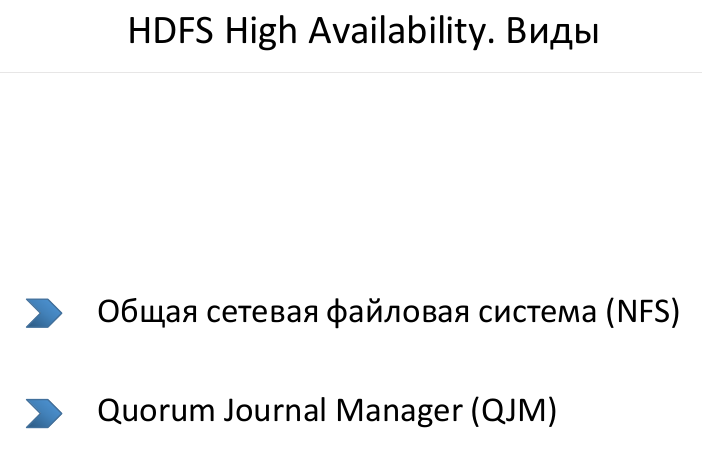 HDFS High Availability. Виды
Общая сетевая файловая система (NFS)
Quorum Journal Manager (QJM)